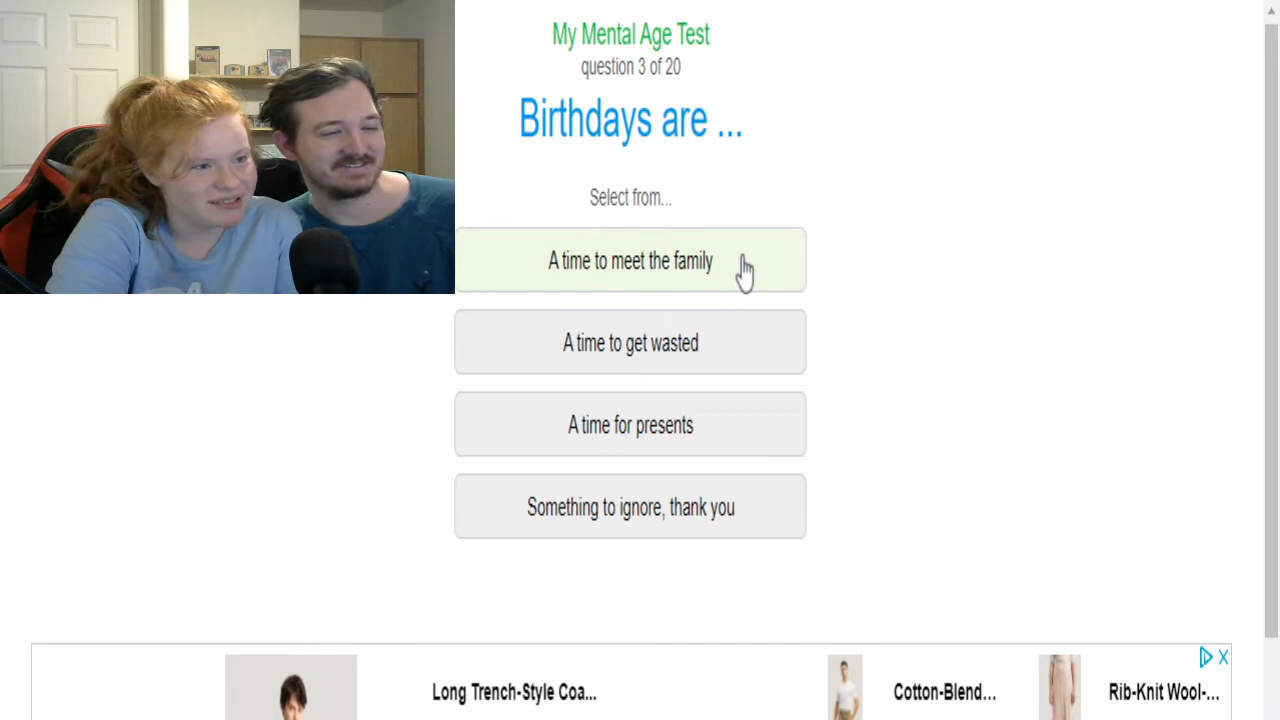 My Mental Age Test
question 3 of 20
Birthdays are ...
Select from...
A time to meet the family
A time to get wasted
A time for presents
Something to ignore, thank you
Long Trench-Style Coa...
Cotton-Blend...
Rib-Knit Wool-...